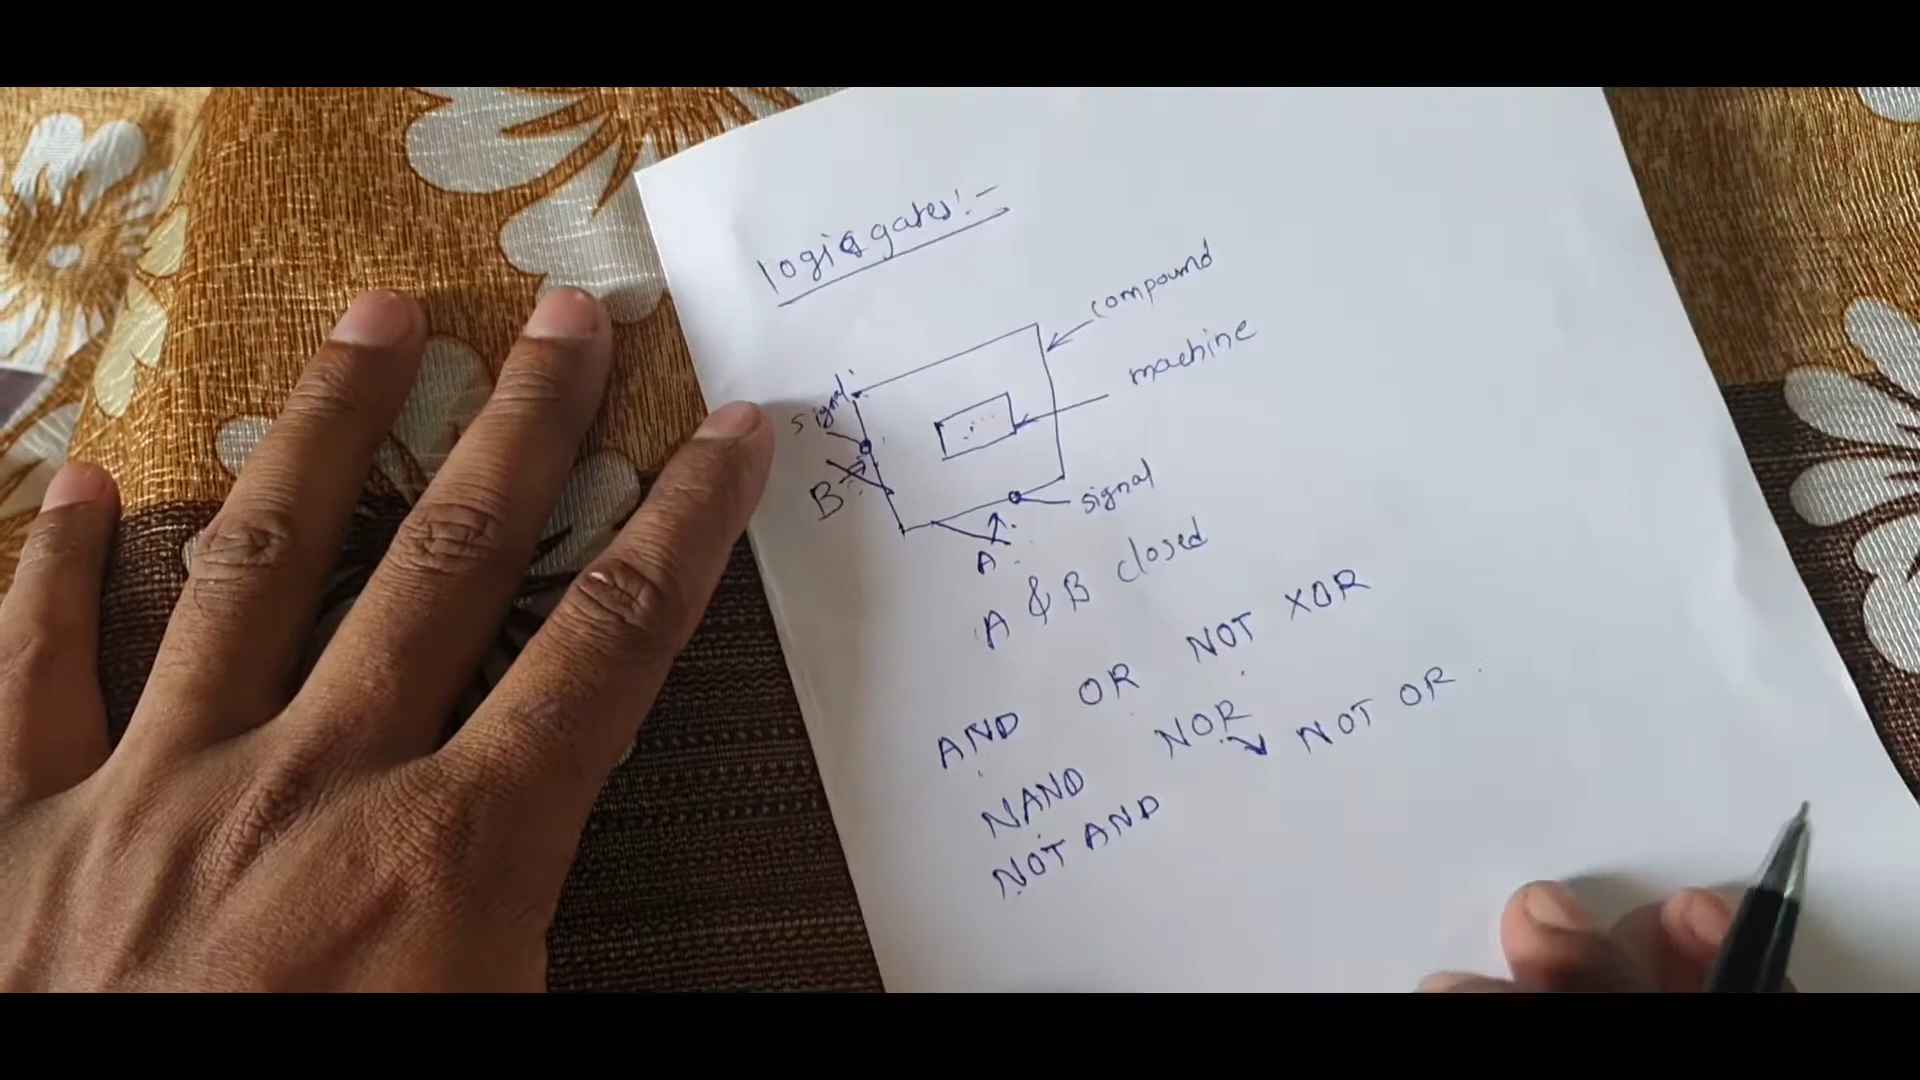 logic gates:-
compound
machine
signal
B
signal
A
A & B closed
AND OR NOT XOR
NAND NOR NOT OR
NOT AND